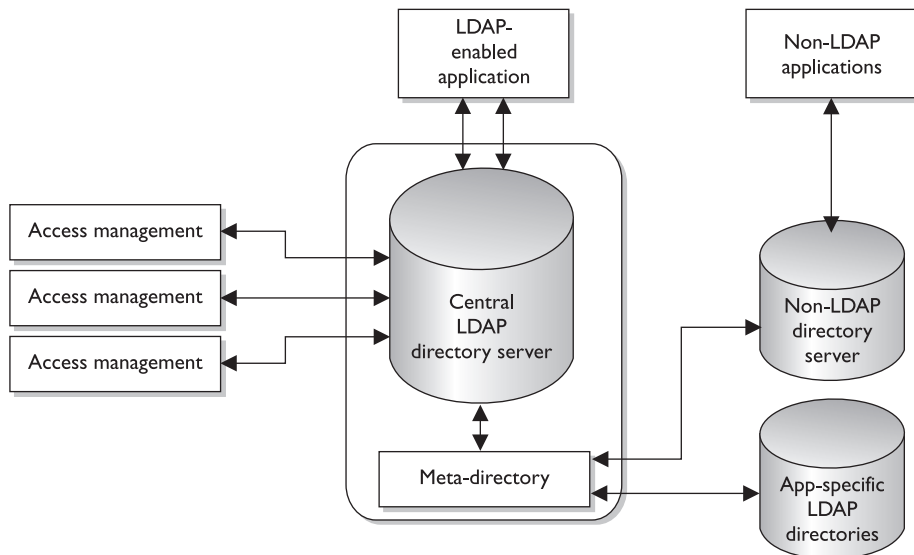 LDAP-
enabled
application
Non-LDAP
applications
Access management
Access management
Access management
Central
LDAP
directory server
Non-LDAP
directory
server
Meta-directory
App-specific
LDAP
directories